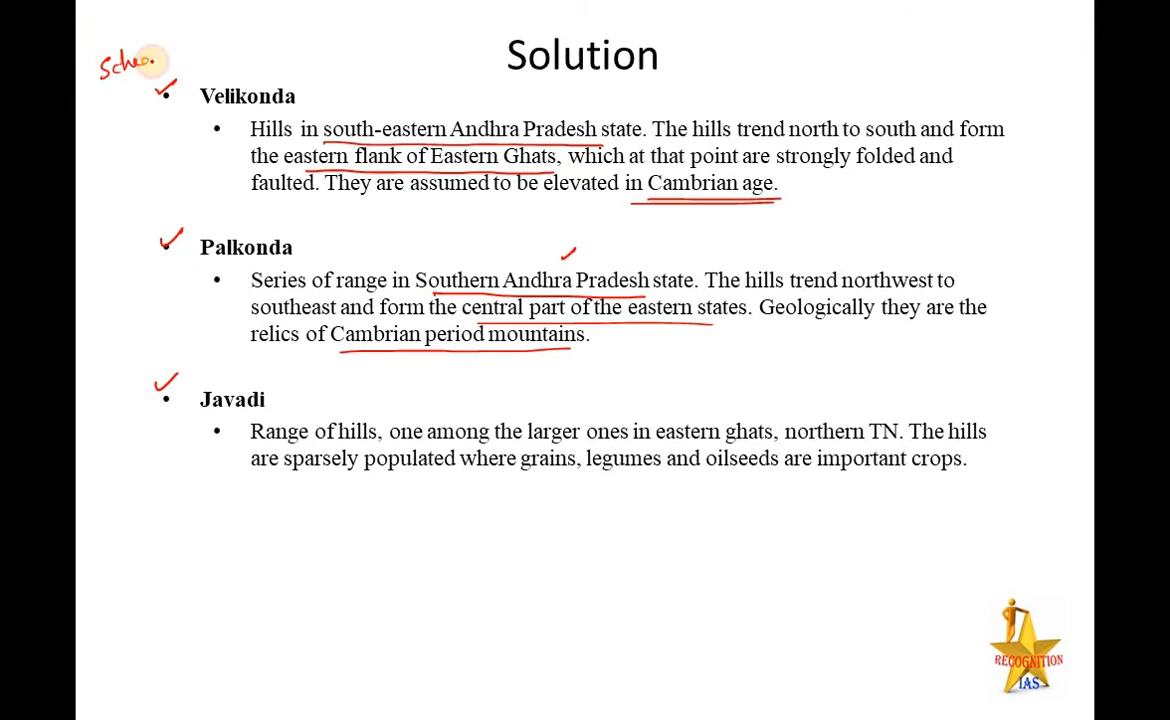 Solution
• Velikonda
• Hills in south-eastern Andhra Pradesh state. The hills trend north to south and form
the eastern flank of Eastern Ghats, which at that point are strongly folded and
faulted. They are assumed to be elevated in Cambrian age.
• Palkonda
• Series of range in Southern Andhra Pradesh state. The hills trend northwest to
southeast and form the central part of the eastern states. Geologically they are the
relics of Cambrian period mountains.
• Javadi
• Range of hills, one among the larger ones in eastern ghats, northern TN. The hills
are sparsely populated where grains, legumes and oilseeds are important crops.
RECOGNITION
IAS